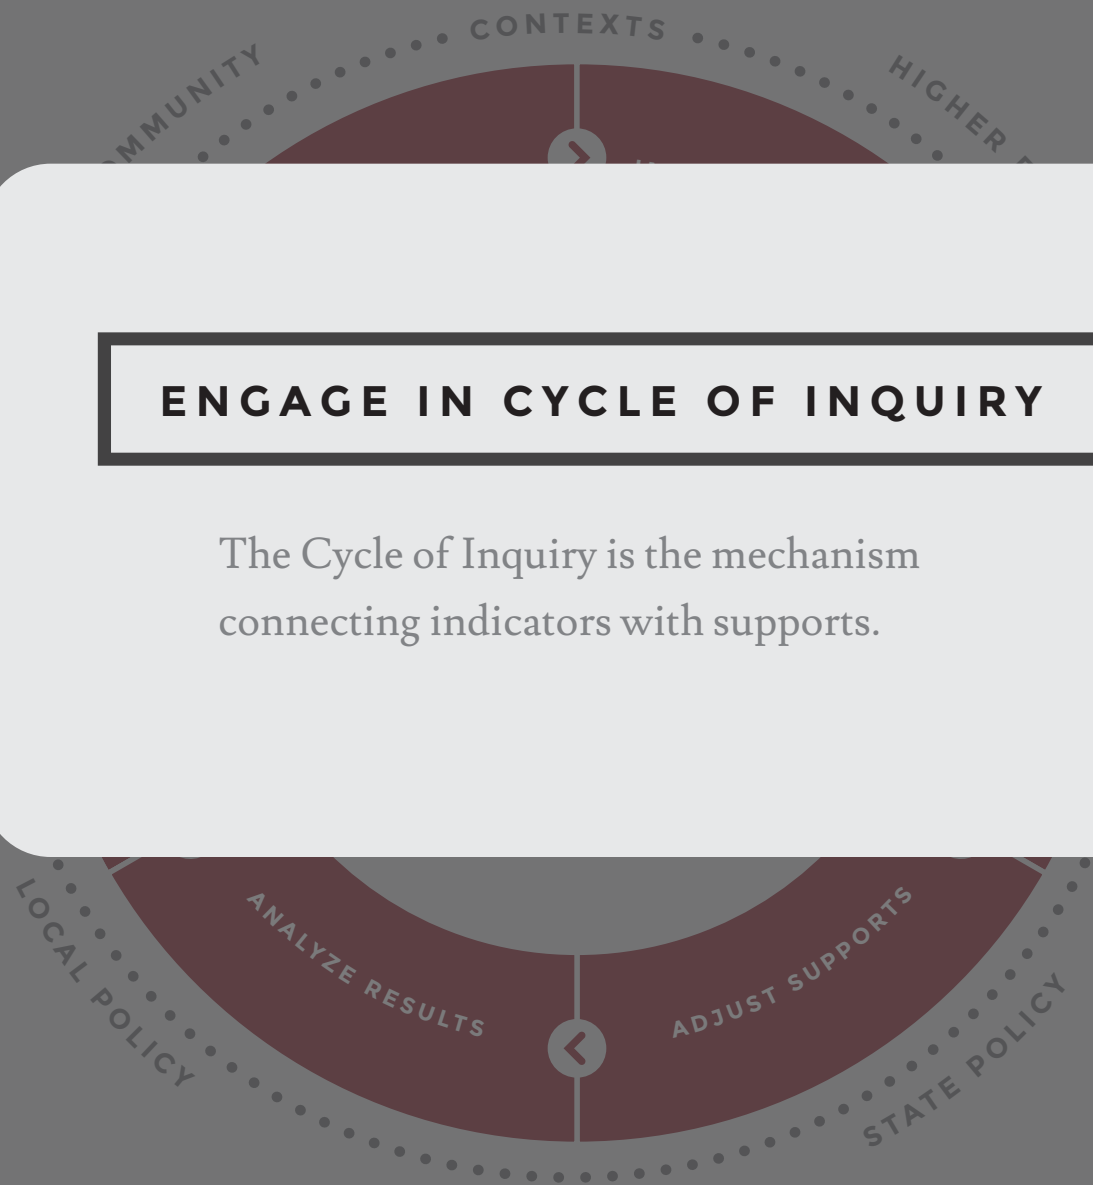 CONTEXTS
HIGHER
ENGAGE IN CYCLE OF INQUIRY
The Cycle of Inquiry is the mechanism
connecting indicators with supports.
ANALYZE RESULTS
ADJUST SUPPORTS
LOCAL POLICY
STATE POLICY